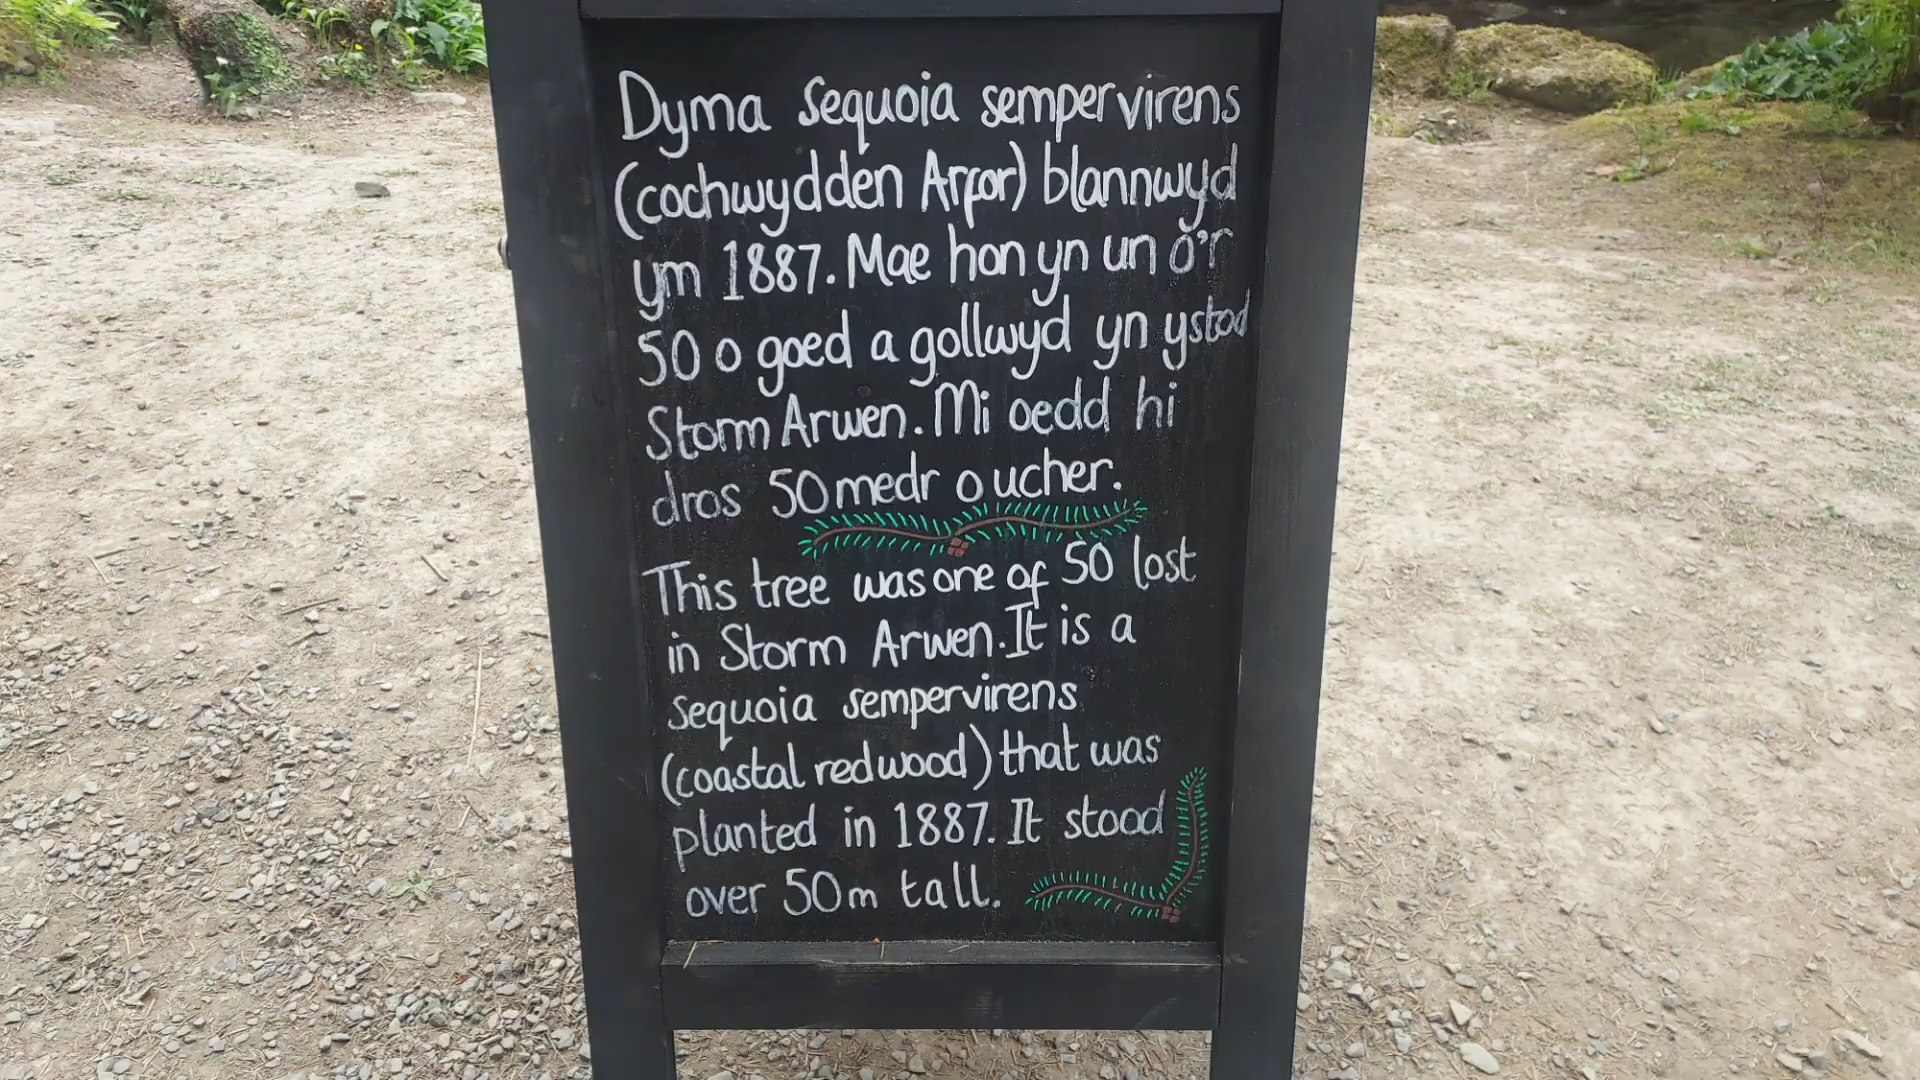 Dyma Sequoia sempervirens
(cochwydden Arfor) blannwyd
ym 1887. Mae hon yn un o'r
50 o goed a gollwyd yn ystod
Storm Arwen. Mi oedd hi
dros 50medr o ucher.
This tree was one of 50 lost
in Storm Arwen. It is a
sequoia sempervirens
(coastal redwood) that was
planted in 1887. It stood
over 50m tall.